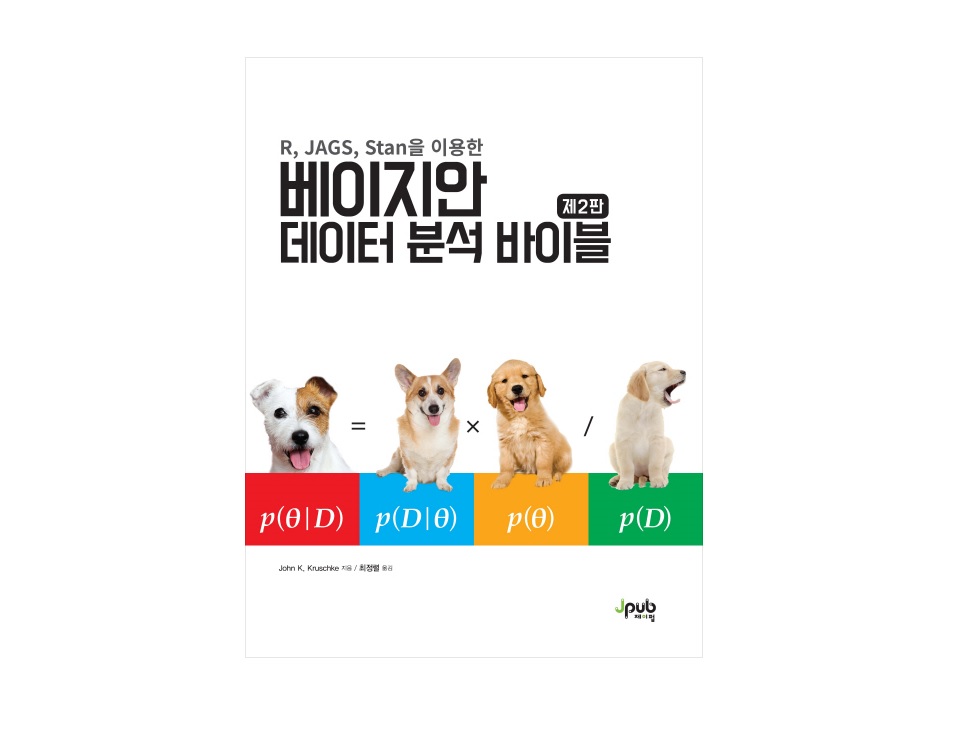 R, JAGS, Stan을 이용한
베이지안
제2판
데이터 분석 바이블
= × /
p(θ|D) p(D|θ) p(θ) p(D)
John K. Kruschke 지음 / 최정렬 옮김
Jpub
제이펍